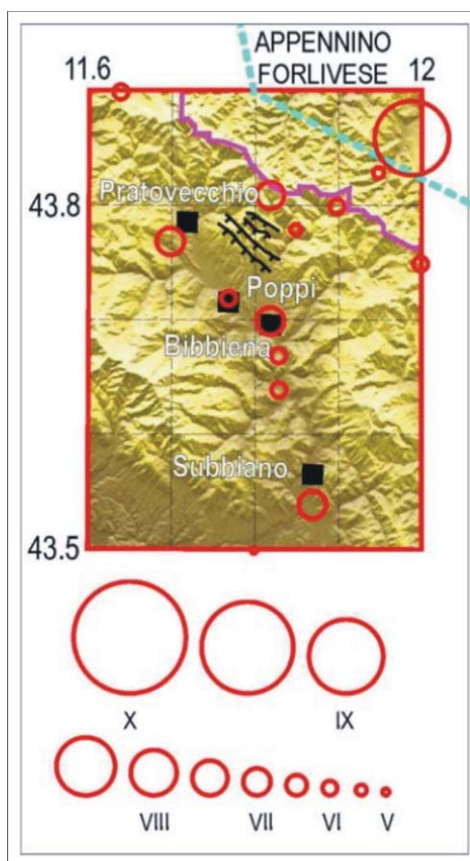 APPENNINO
11.6 FORLIVESE 12
43.8
Pratovecchio
Poppi
Bibbiena
Subbiano
43.5
X IX
VIII VII VI V